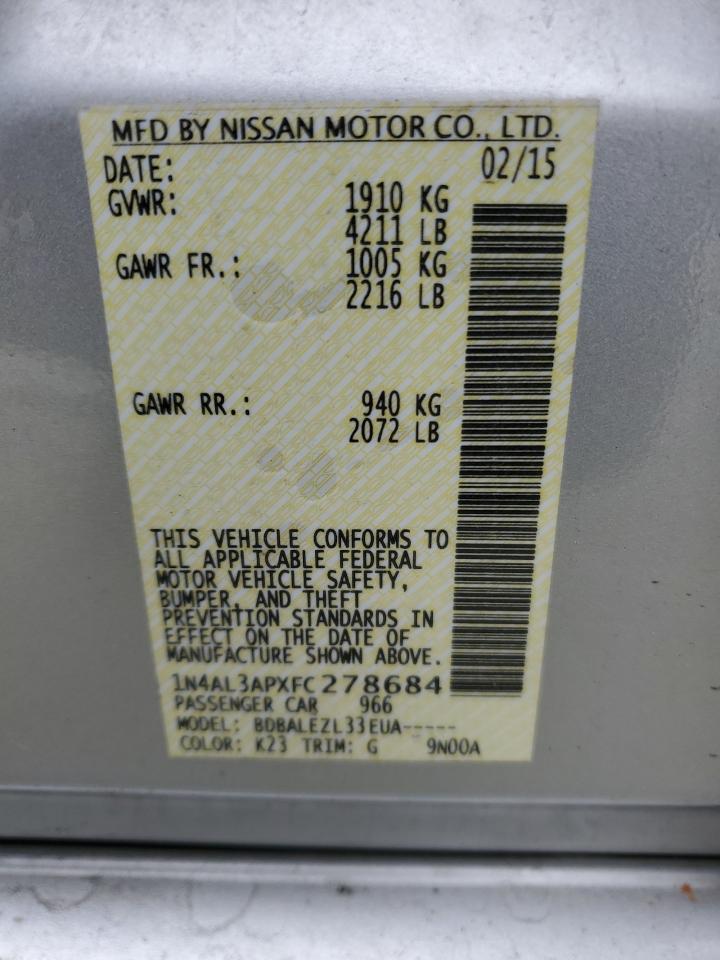 MFD BY NISSAN MOTOR CO., LTD.
DATE: 02/15
GVWR: 1910 KG
4211 LB
GAWR FR.: 1005 KG
2216 LB
GAWR RR.: 940 KG
2072 LB
THIS VEHICLE CONFORMS TO
ALL APPLICABLE FEDERAL
MOTOR VEHICLE SAFETY,
BUMPER, AND THEFT
PREVENTION STANDARDS IN
EFFECT ON THE DATE OF
MANUFACTURE SHOWN ABOVE.
1N4AL3APXFC278684
PASSENGER CAR 966
MODEL: BDBALEZL33EUA-----
COLOR: K23 TRIM: G 9N00A